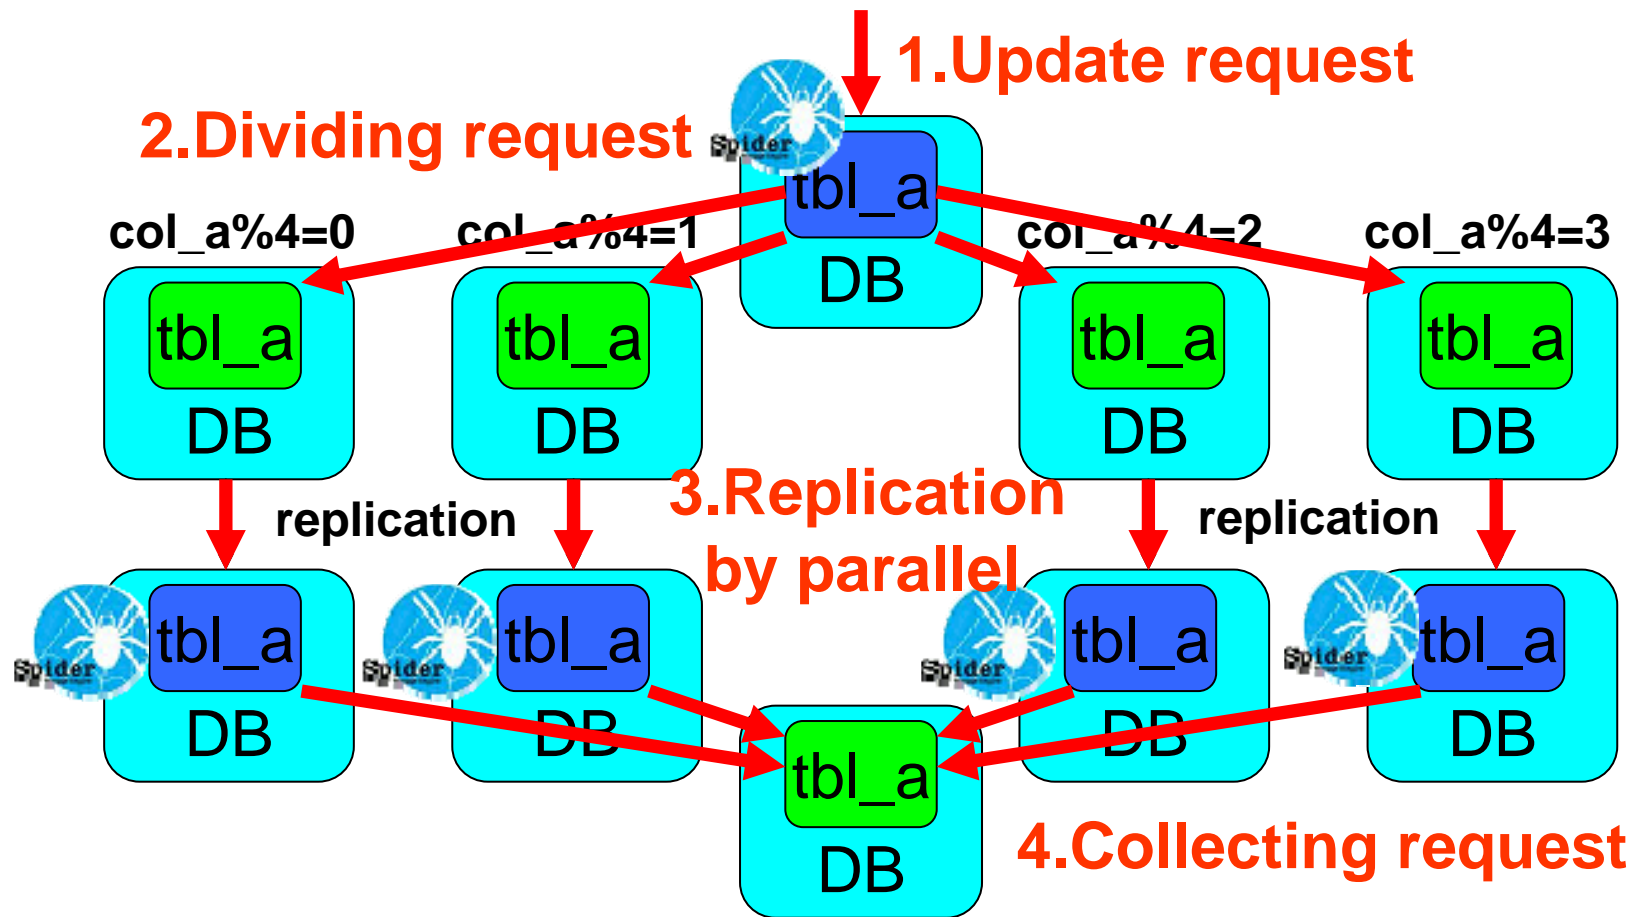 1.Update request
2.Dividing request
Spider
tbl_a
DB
col_a%4=0
col_a%4=1
col_a%4=2
col_a%4=3
tbl_a
tbl_a
tbl_a
tbl_a
DB
DB
DB
DB
replication
3.Replication
by parallel
replication
Spider
tbl_a
Spider
tbl_a
Spider
tbl_a
Spider
tbl_a
DB
DB
DB
DB
tbl_a
DB
4.Collecting request